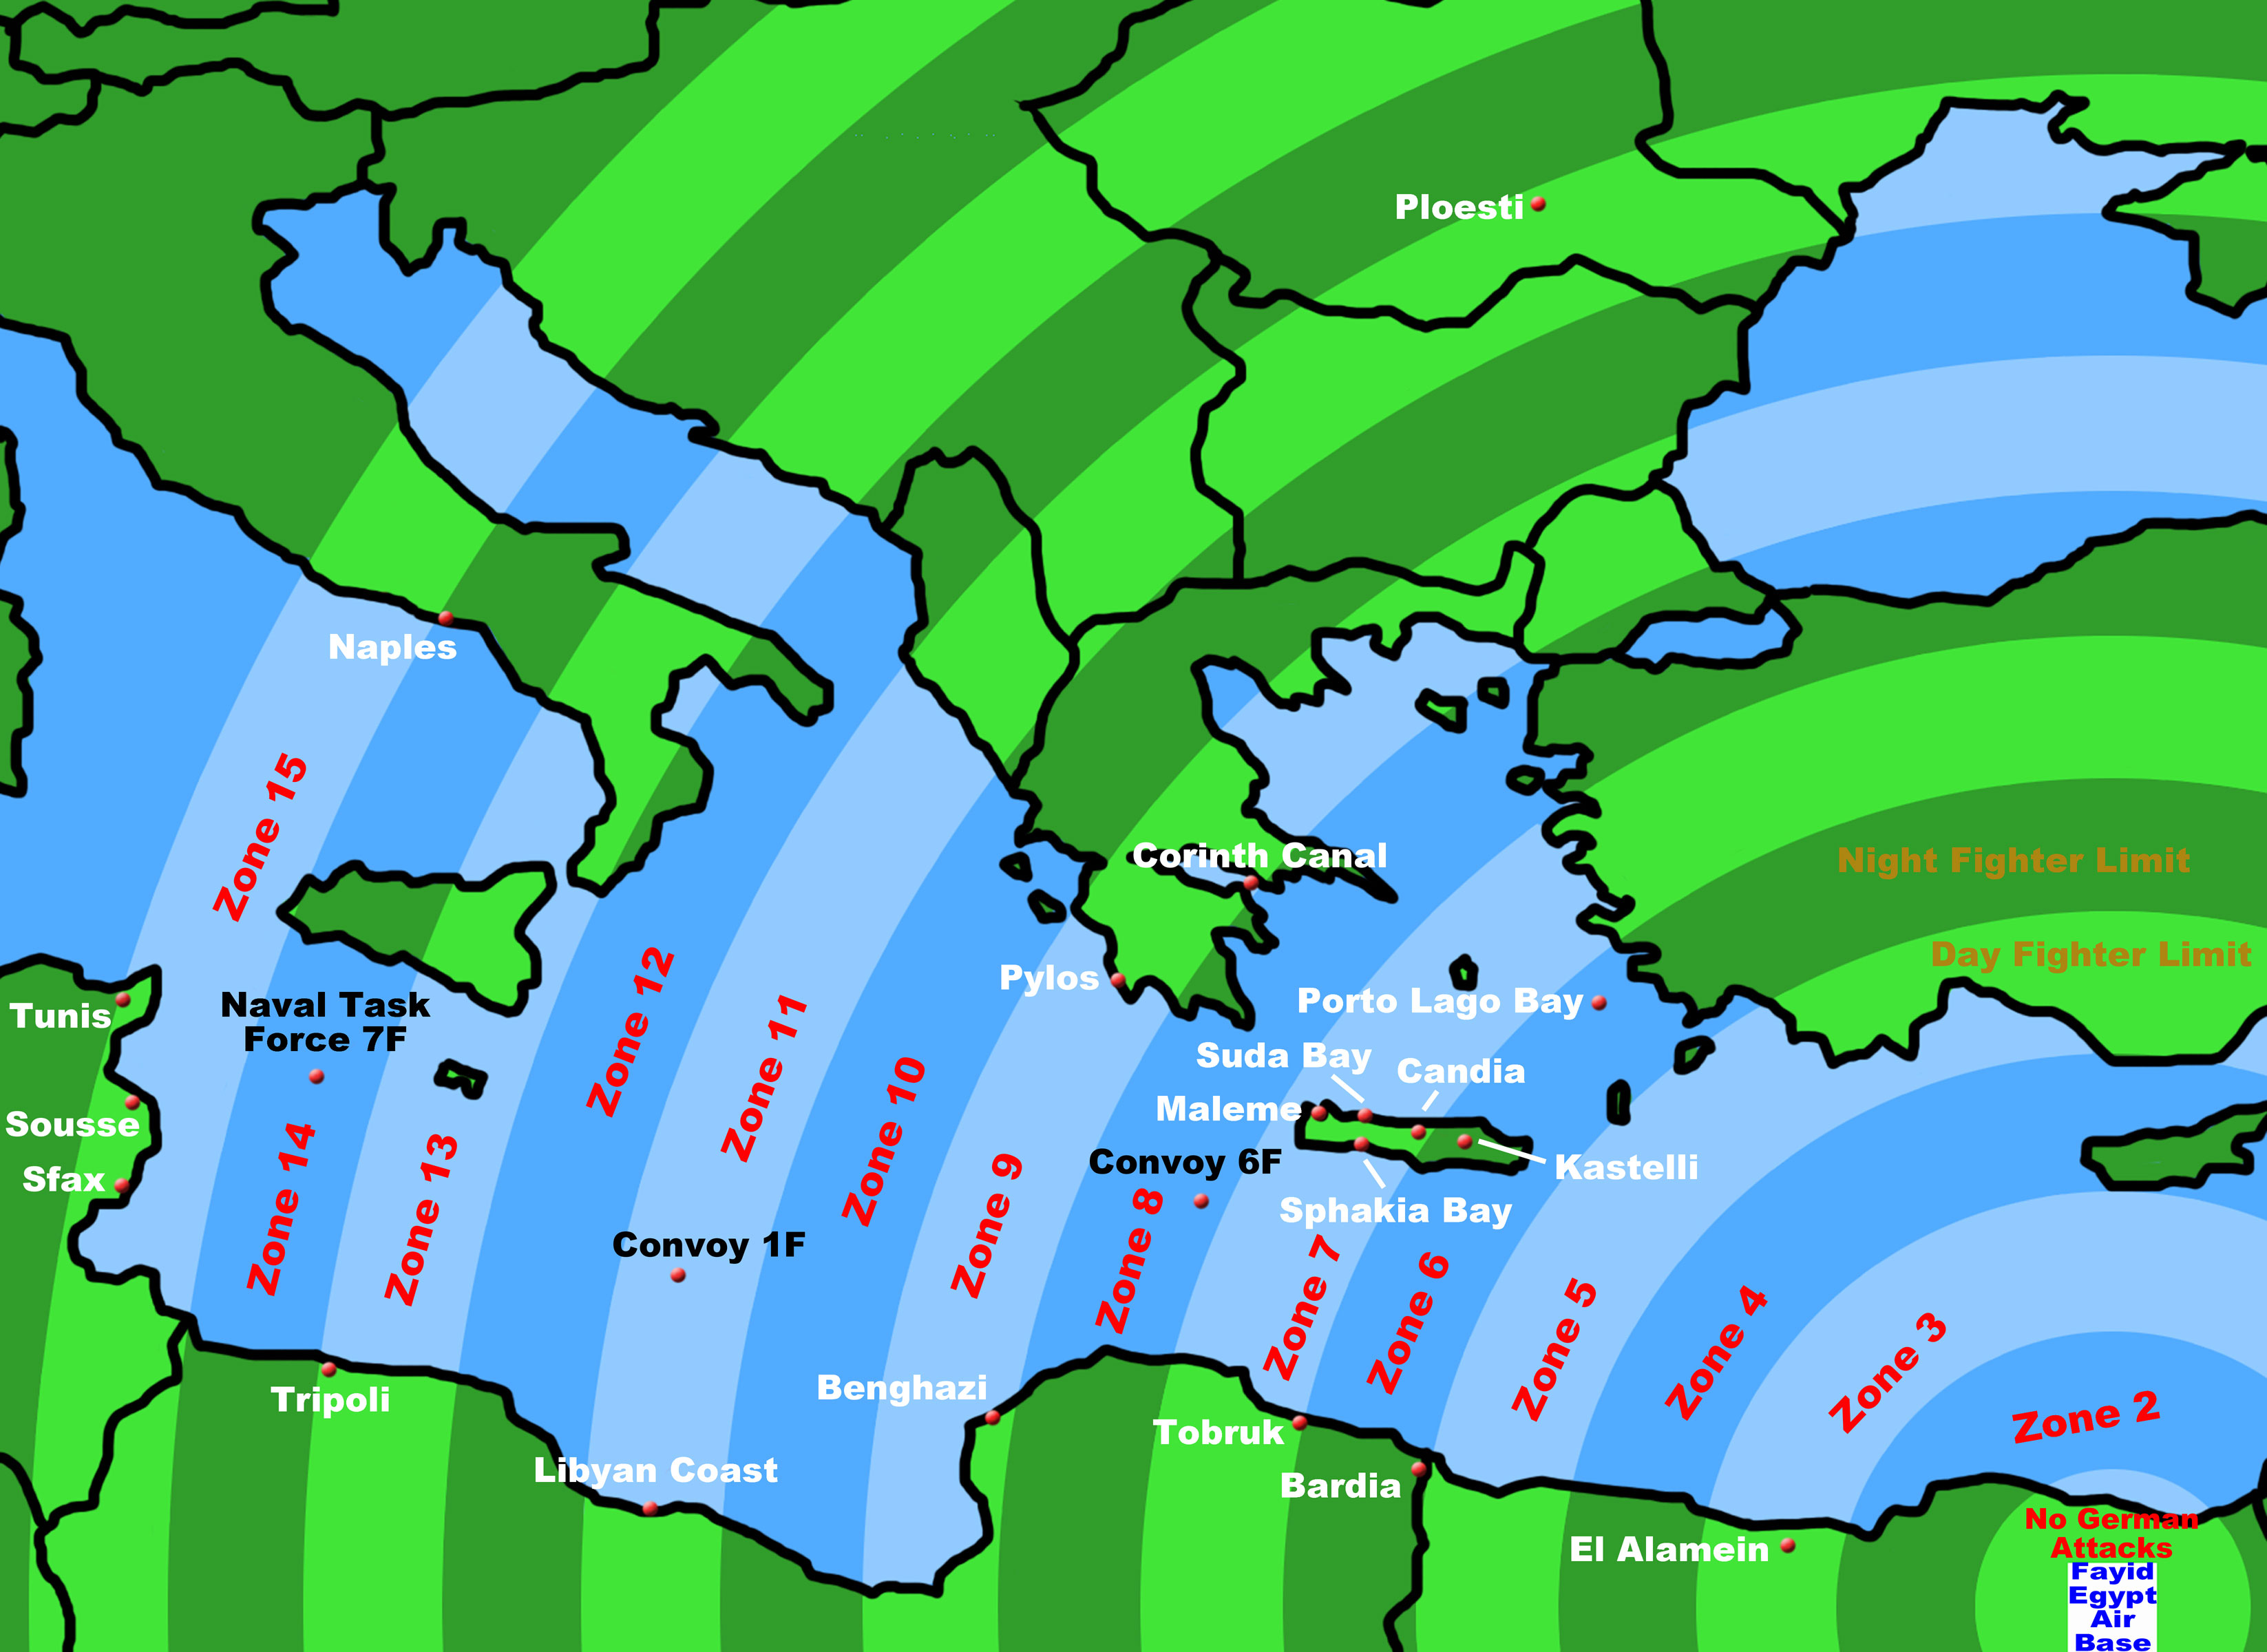 Ploesti
Naples
Zone 15
Corinth Canal
Night Fighter Limit
Day Fighter Limit
Pylos
Porto Lago Bay
Tunis
Naval Task
Force 7F
Zone 12
Zone 11
Suda Bay
Candia
Maleme
Sousse
Sfax
Zone 14
Zone 13
Zone 10
Zone 9
Convoy 6F
Kastelli
Sphakia Bay
Convoy 1F
Zone 8
Zone 7
Zone 6
Zone 5
Zone 4
Zone 3
Zone 2
Tripoli
Benghazi
Libyan Coast
Tobruk
Bardia
El Alamein
No German
Attacks
Fayid
Egypt
Air
Base